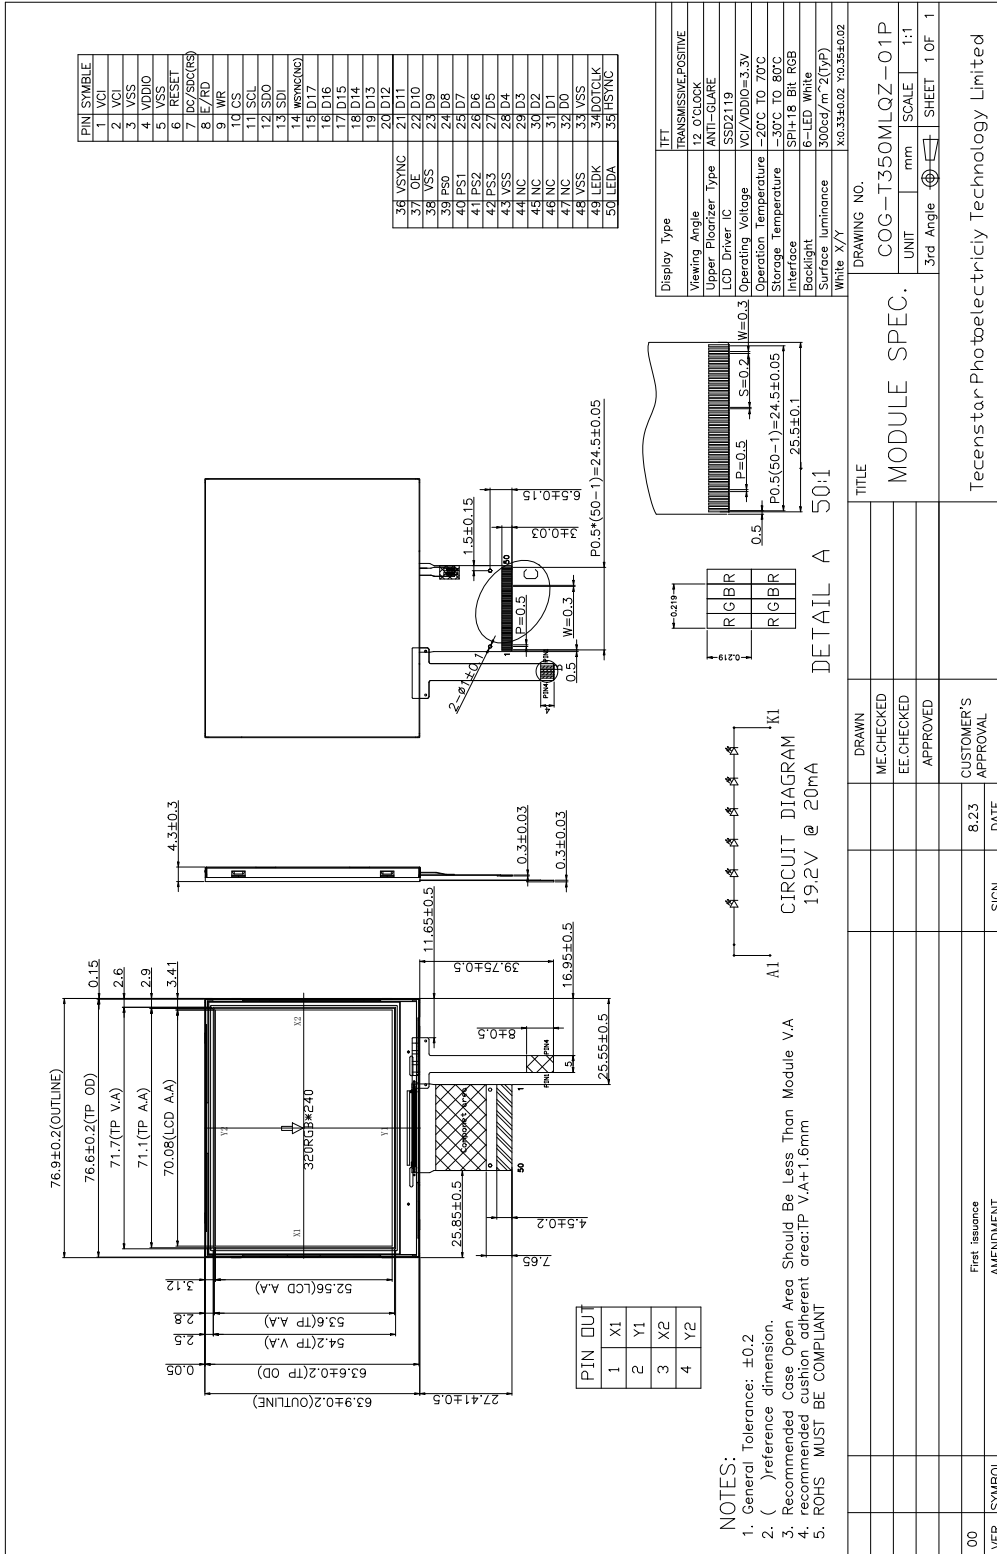 PIN SYMBLE
1 VCI
2 VCI
3 VSS
4 VDDIO
5 VSS
6 RESET
7 DC/SDC(RS)
8 E/RD
9 WR
10 CS
11 SCL
12 SDO
13 SDI
14 WSYNC(NC)
15 D17
16 D16
17 D15
18 D14
19 D13
20 D12
21 D11
22 D10
23 D9
24 D8
25 D7
26 D6
27 D5
28 D4
29 D3
30 D2
31 D1
32 D0
33 VSS
34 DOTCLK
35 HSYNC
36 VSYNC
37 OE
38 VSS
39 PS0
40 PS1
41 PS2
42 PS3
43 VSS
44 NC
45 NC
46 NC
47 NC
48 VSS
49 LEDK
50 LEDA
76.9±0.2(OUTLINE)
76.6±0.2(TP OD)
71.7(TP V.A)
71.1(TP A.A)
70.08(LCD A.A)
0.15
2.6
2.9
3.41
4.3±0.3
3.12
2.8
2.5
0.05
52.56(LCD A.A)
53.6(TP A.A)
54.2(TP V.A)
63.6±0.2(TP OD)
63.9±0.2(OUTLINE)
X1
X2
Y1
Y2
320RGB*240
Component area
11.65±0.5
39.75±0.5
16.95±0.5
8±0.5
5
PIN1
PIN4
25.55±0.5
1
50
25.85±0.5
4.5±0.2
7.65
27.41±0.5
0.3±0.03
0.3±0.03
2-ø1±0.1
1.5±0.15
6.5±0.15
3±0.03
P0.5*(50-1)=24.5±0.05
50
C
1
P=0.5
W=0.3
0.5
B
PIN1
PIN4
4
PIN OUT
1 X1
2 Y1
3 X2
4 Y2
NOTES:
1. General Tolerance: ±0.2
2. ( )reference dimension.
3. Recommended Case Open Area Should Be Less Than Module V.A
4. recommended cushion adherent area:TP V.A+1.6mm
5. ROHS MUST BE COMPLIANT
A1
K1
CIRCUIT DIAGRAM
19.2V @ 20mA
0.219
0.219
R G B R
R G B R
DETAIL A 50:1
0.5
P=0.5
S=0.2
W=0.3
P0.5(50-1)=24.5±0.05
25.5±0.1
Display Type TFT
TRANSMISSIVE,POSITIVE
Viewing Angle 12 O'CLOCK
Upper Ploarizer Type ANTI-GLARE
LCD Driver IC SSD2119
Operating Voltage VCI/VDDIO=3.3V
Operation Temperature -20°C TO 70°C
Storage Temperature -30°C TO 80°C
Interface SPI+18 Bit RGB
Backlight 6-LED White
Surface luminance 300cd/m^2(TyP)
White X/Y X:0.33±0.02 Y:0.35±0.02
00 First issuance 8.23
VER SYMBOL AMENDMENT SIGN DATE
DRAWN
ME.CHECKED
EE.CHECKED
APPROVED
CUSTOMER'S APPROVAL
TITLE
MODULE SPEC.
DRAWING NO.
COG-T350MLQZ-01P
UNIT mm SCALE 1:1
3rd Angle SHEET 1 OF 1
Tecenstar Photoelectriciy Technology Limited